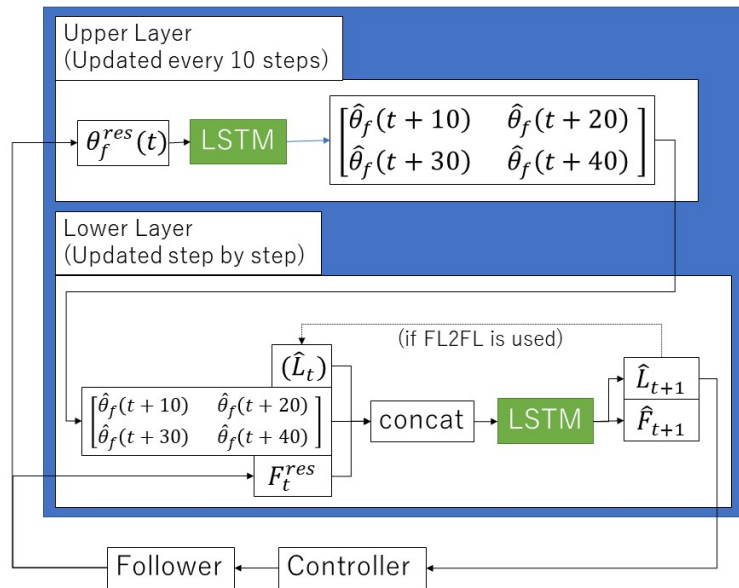 Upper Layer
(Updated every 10 steps)
θ_f^{res}(t)
LSTM
[θ̂_f(t + 10) θ̂_f(t + 20)
θ̂_f(t + 30) θ̂_f(t + 40)]
Lower Layer
(Updated step by step)
(if FL2FL is used)
(L̂_t)
[θ̂_f(t + 10) θ̂_f(t + 20)
θ̂_f(t + 30) θ̂_f(t + 40)]
F_t^{res}
concat
LSTM
L̂_{t+1}
F̂_{t+1}
Follower
Controller